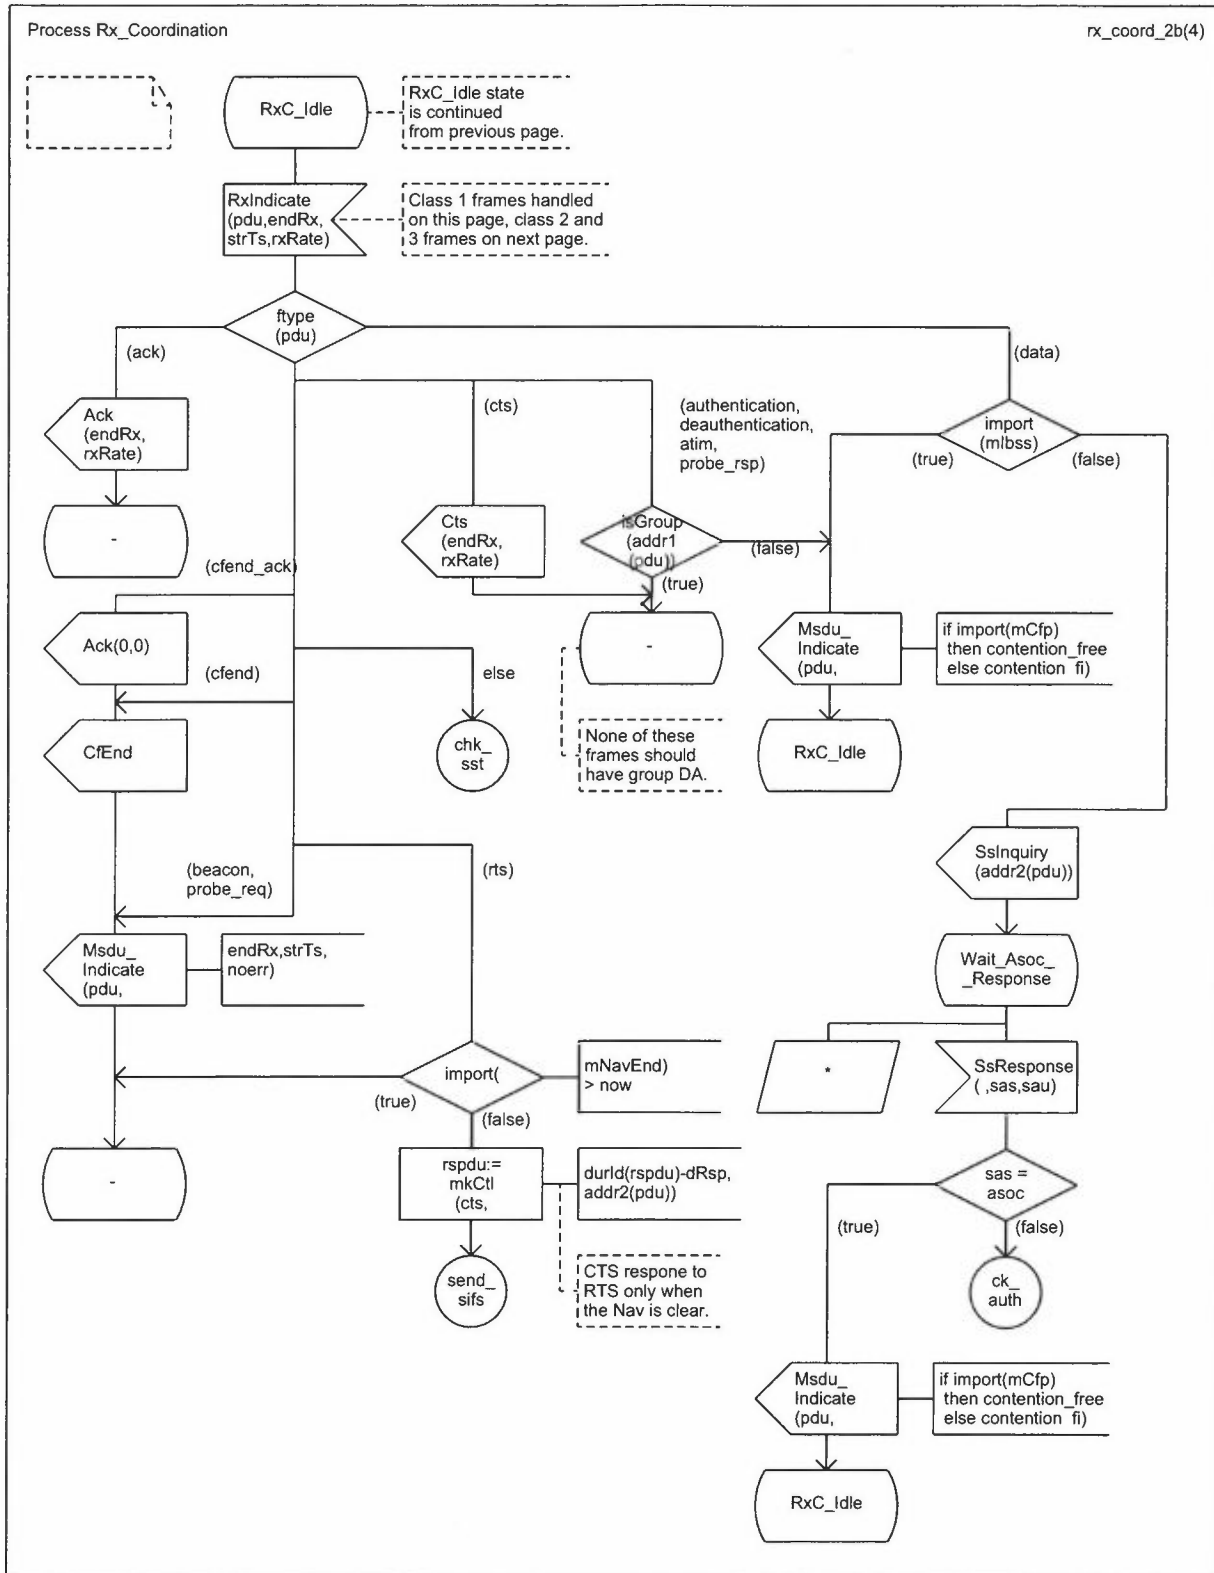 Process Rx_Coordination
rx_coord_2b(4)
RxC_Idle
RxC_Idle state
is continued
from previous page.
RxIndicate
(pdu,endRx,
strTs,rxRate)
Class 1 frames handled
on this page, class 2 and
3 frames on next page.
ftype
(pdu)
(ack)
(data)
Ack
(endRx,
rxRate)
(cts)
(authentication,
deauthentication,
atim,
probe_rsp)
import
(mIbss)
(true)
(false)
-
Cts
(endRx,
rxRate)
isGroup
(addr1
(pdu))
(false)
(true)
(cfend_ack)
Ack(0,0)
-
Msdu_
Indicate
(pdu,
if import(mCfp)
then contention_free
else contention_fi)
(cfend)
else
CfEnd
chk_
sst
None of these
frames should
have group DA.
RxC_Idle
SsInquiry
(addr2(pdu))
(beacon,
probe_req)
(rts)
Msdu_
Indicate
(pdu,
endRx,strTs,
noerr)
Wait_Asoc_
_Response
import(
mNavEnd)
> now
*
SsResponse
( ,sas,sau)
(true)
(false)
-
rspdu:=
mkCtl
(cts,
durId(rspdu)-dRsp,
addr2(pdu))
sas =
asoc
(true)
(false)
send_
sifs
CTS respone to
RTS only when
the Nav is clear.
ck_
auth
Msdu_
Indicate
(pdu,
if import(mCfp)
then contention_free
else contention_fi)
RxC_Idle